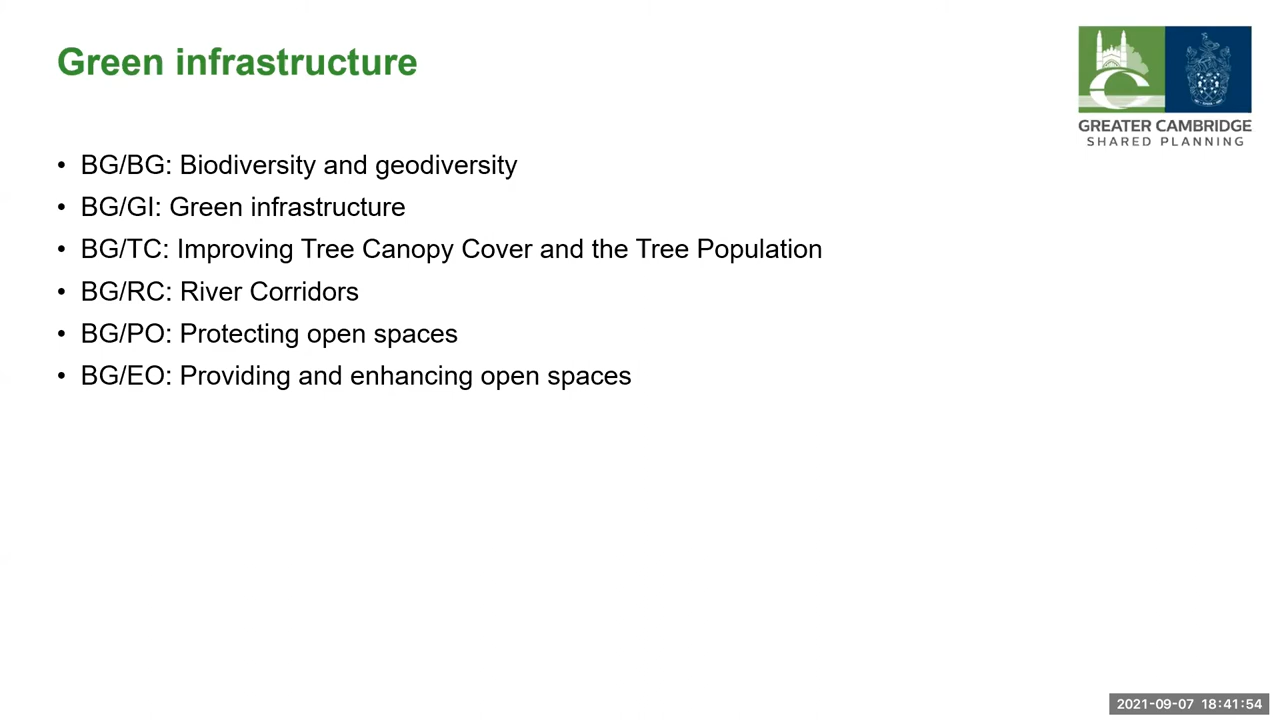 Green infrastructure
GREATER CAMBRIDGE
SHARED PLANNING
• BG/BG: Biodiversity and geodiversity
• BG/GI: Green infrastructure
• BG/TC: Improving Tree Canopy Cover and the Tree Population
• BG/RC: River Corridors
• BG/PO: Protecting open spaces
• BG/EO: Providing and enhancing open spaces
2021-09-07 18:41:54